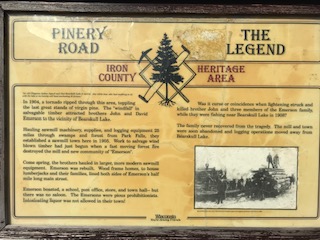 PINERY
ROAD
THE
LEGEND
IRON
COUNTY
HERITAGE
AREA
In 1904, a tornado ripped through this area, toppling
the last great stands of virgin pine. The "windfall" in
salvageable timber attracted brothers John and David
Emerson to the vicinity of Bearskull Lake.
Hauling sawmill machinery, supplies, and logging equipment 20
miles through swamps and forest from Park Falls, they
established a sawmill town here in 1905. Work to salvage wind
blown timber had just begun when a fast moving forest fire
destroyed the mill and new community of "Emerson".
Come spring, the brothers hauled in larger, more modern sawmill
equipment. Emerson was rebuilt. Wood frame homes, to house
lumberjacks and their families, lined both sides of Emerson's half
mile long main street.
Emerson boasted, a school, post office, store, and town hall - but
there was no saloon. The Emersons were pious prohibitionists.
Intoxicating liquor was not allowed in their town!
Was it curse or coincidence when lightning struck and
killed brother John and three members of the Emerson family,
while they were fishing near Bearskull Lake in 1908?
The family never recovered from the tragedy. The mill and town
were soon abandoned and logging operations moved away from
Bearskull Lake.
Wisconsin